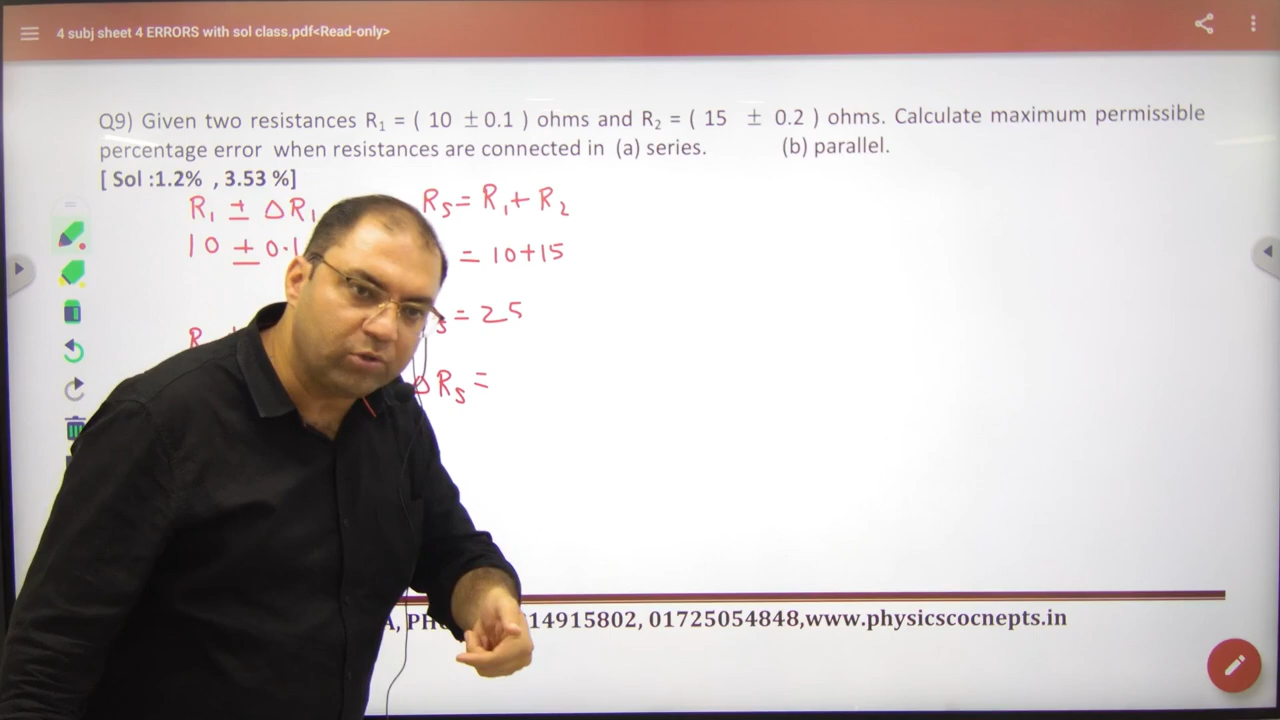 4 subj sheet 4 ERRORS with sol class.pdf<Read-only>
Q9) Given two resistances R₁ = ( 10 ± 0.1 ) ohms and R₂ = ( 15 ± 0.2 ) ohms. Calculate maximum permissible
percentage error when resistances are connected in (a) series. (b) parallel.
[ Sol :1.2% , 3.53 %]
R₁ ± ΔR₁
10 ± 0.1
R
Rs = R₁ + R₂
= 10+15
s = 25
ΔRs =
14915802, 01725054848,www.physicscocnepts.in